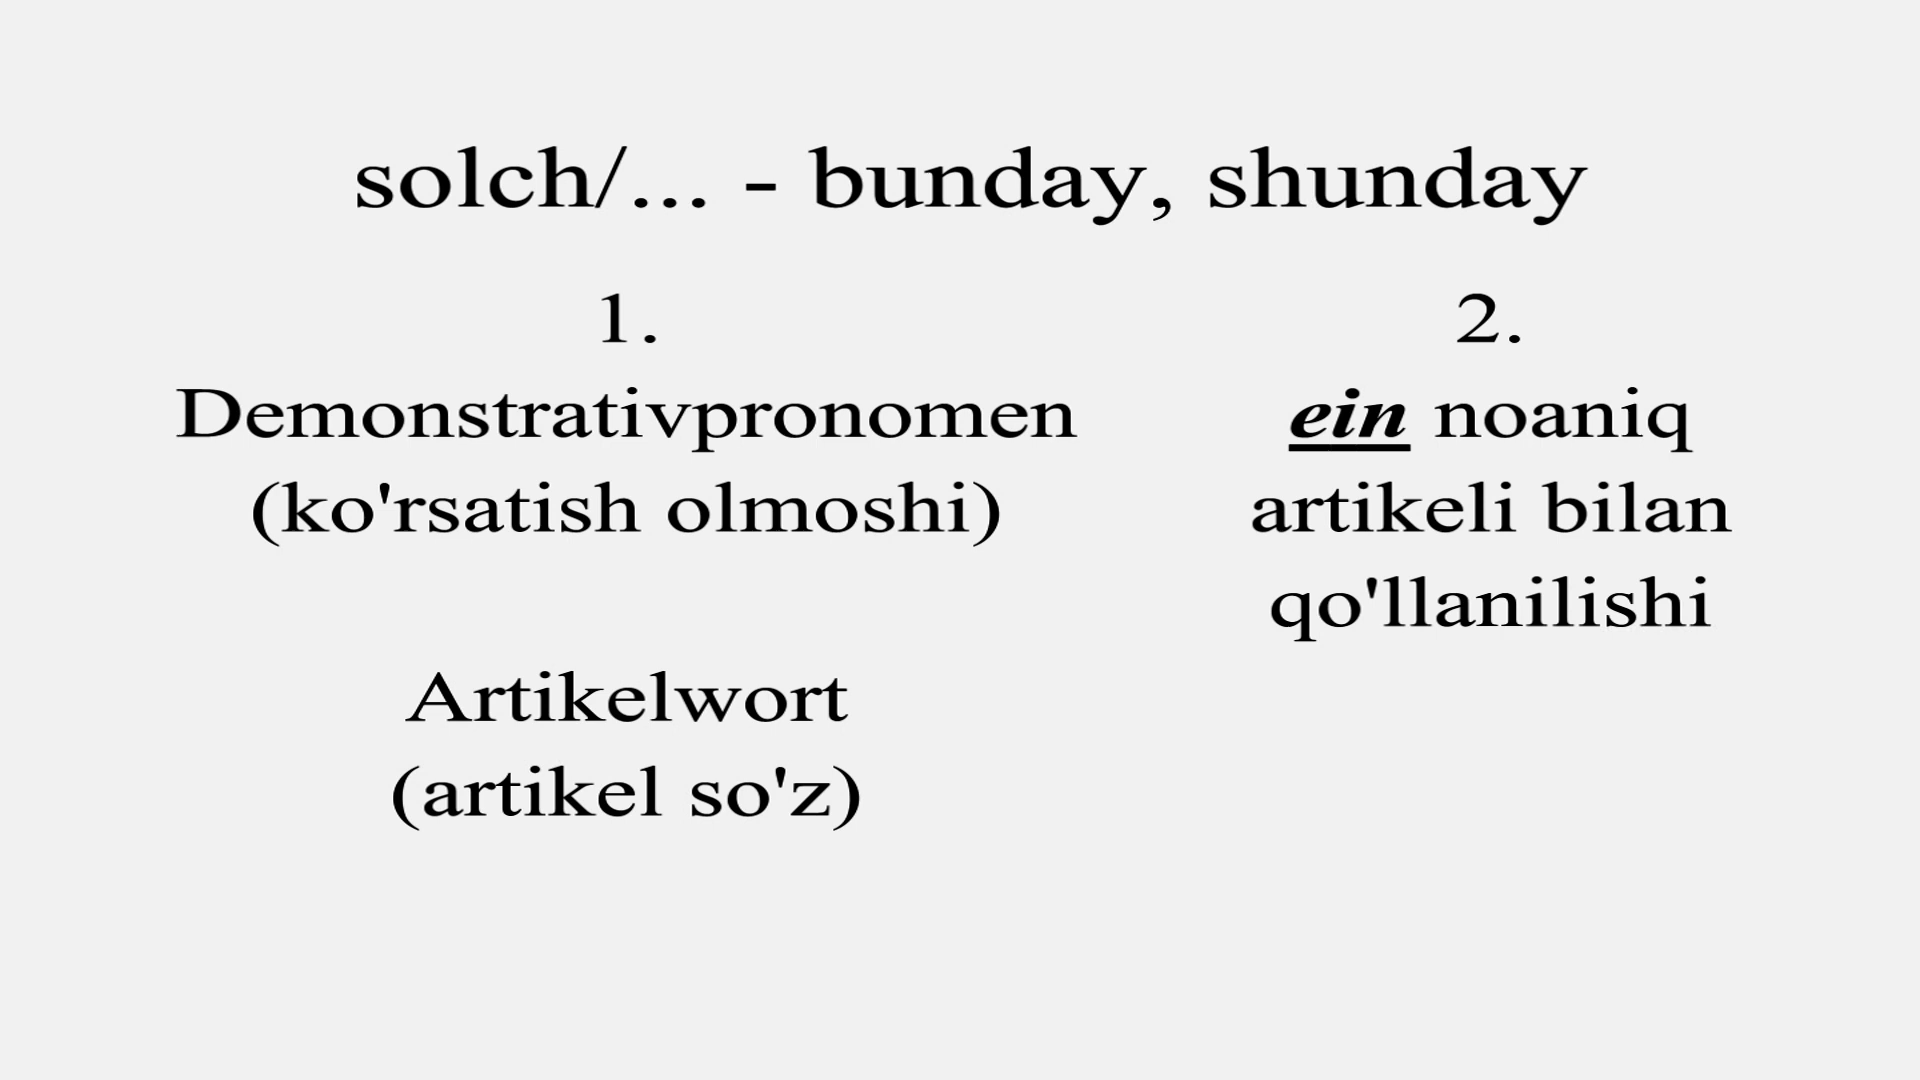 solch/... - bunday, shunday
1.
Demonstrativpronomen
(ko'rsatish olmoshi)
Artikelwort
(artikel so'z)
2.
ein noaniq
artikeli bilan
qo'llanilishi